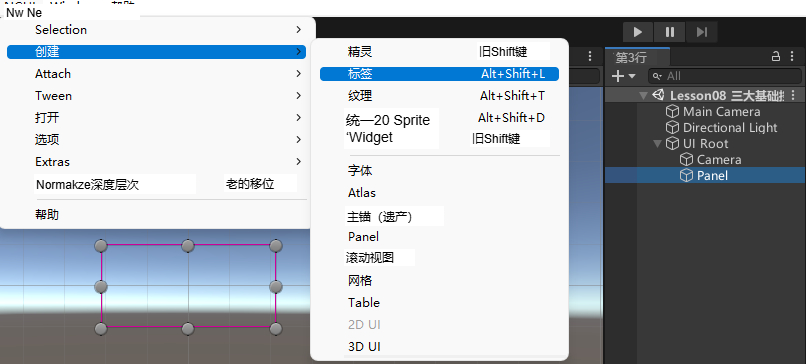 Nw Ne
Selection
创建
Attach
Tween
打开
选项
Extras
Normakze深度层次 老的移位
帮助
精灵 旧Shift键
标签 Alt+Shift+L
纹理 Alt+Shift+T
统一20 Sprite Alt+Shift+D
‘Widget 旧Shift键
字体
Atlas
主锚（遗产）
Panel
滚动视图
网格
Table
2D UI
3D UI
第3行
All
Lesson08 三大基础
Main Camera
Directional Light
UI Root
Camera
Panel